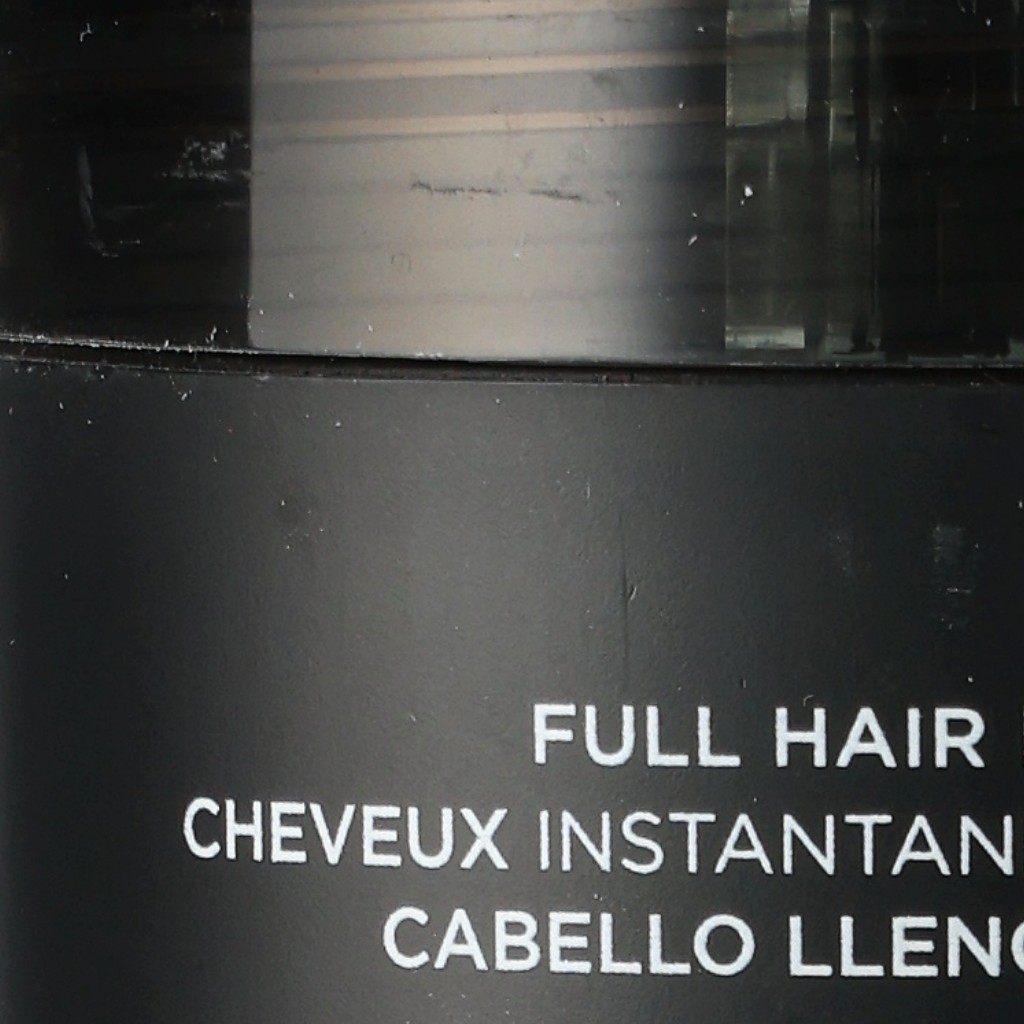 FULL HAIR
CHEVEUX INSTANTAN
CABELLO LLENO